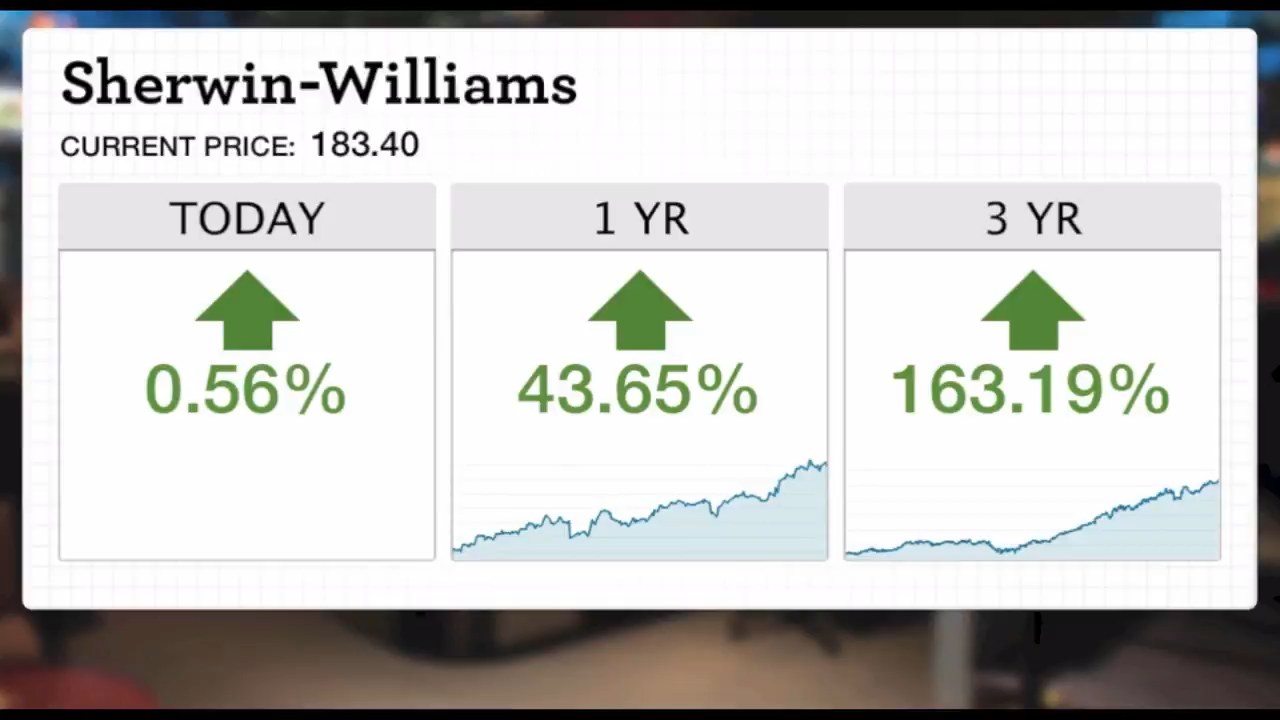 Sherwin-Williams
CURRENT PRICE: 183.40
TODAY
0.56%
1 YR
43.65%
3 YR
163.19%